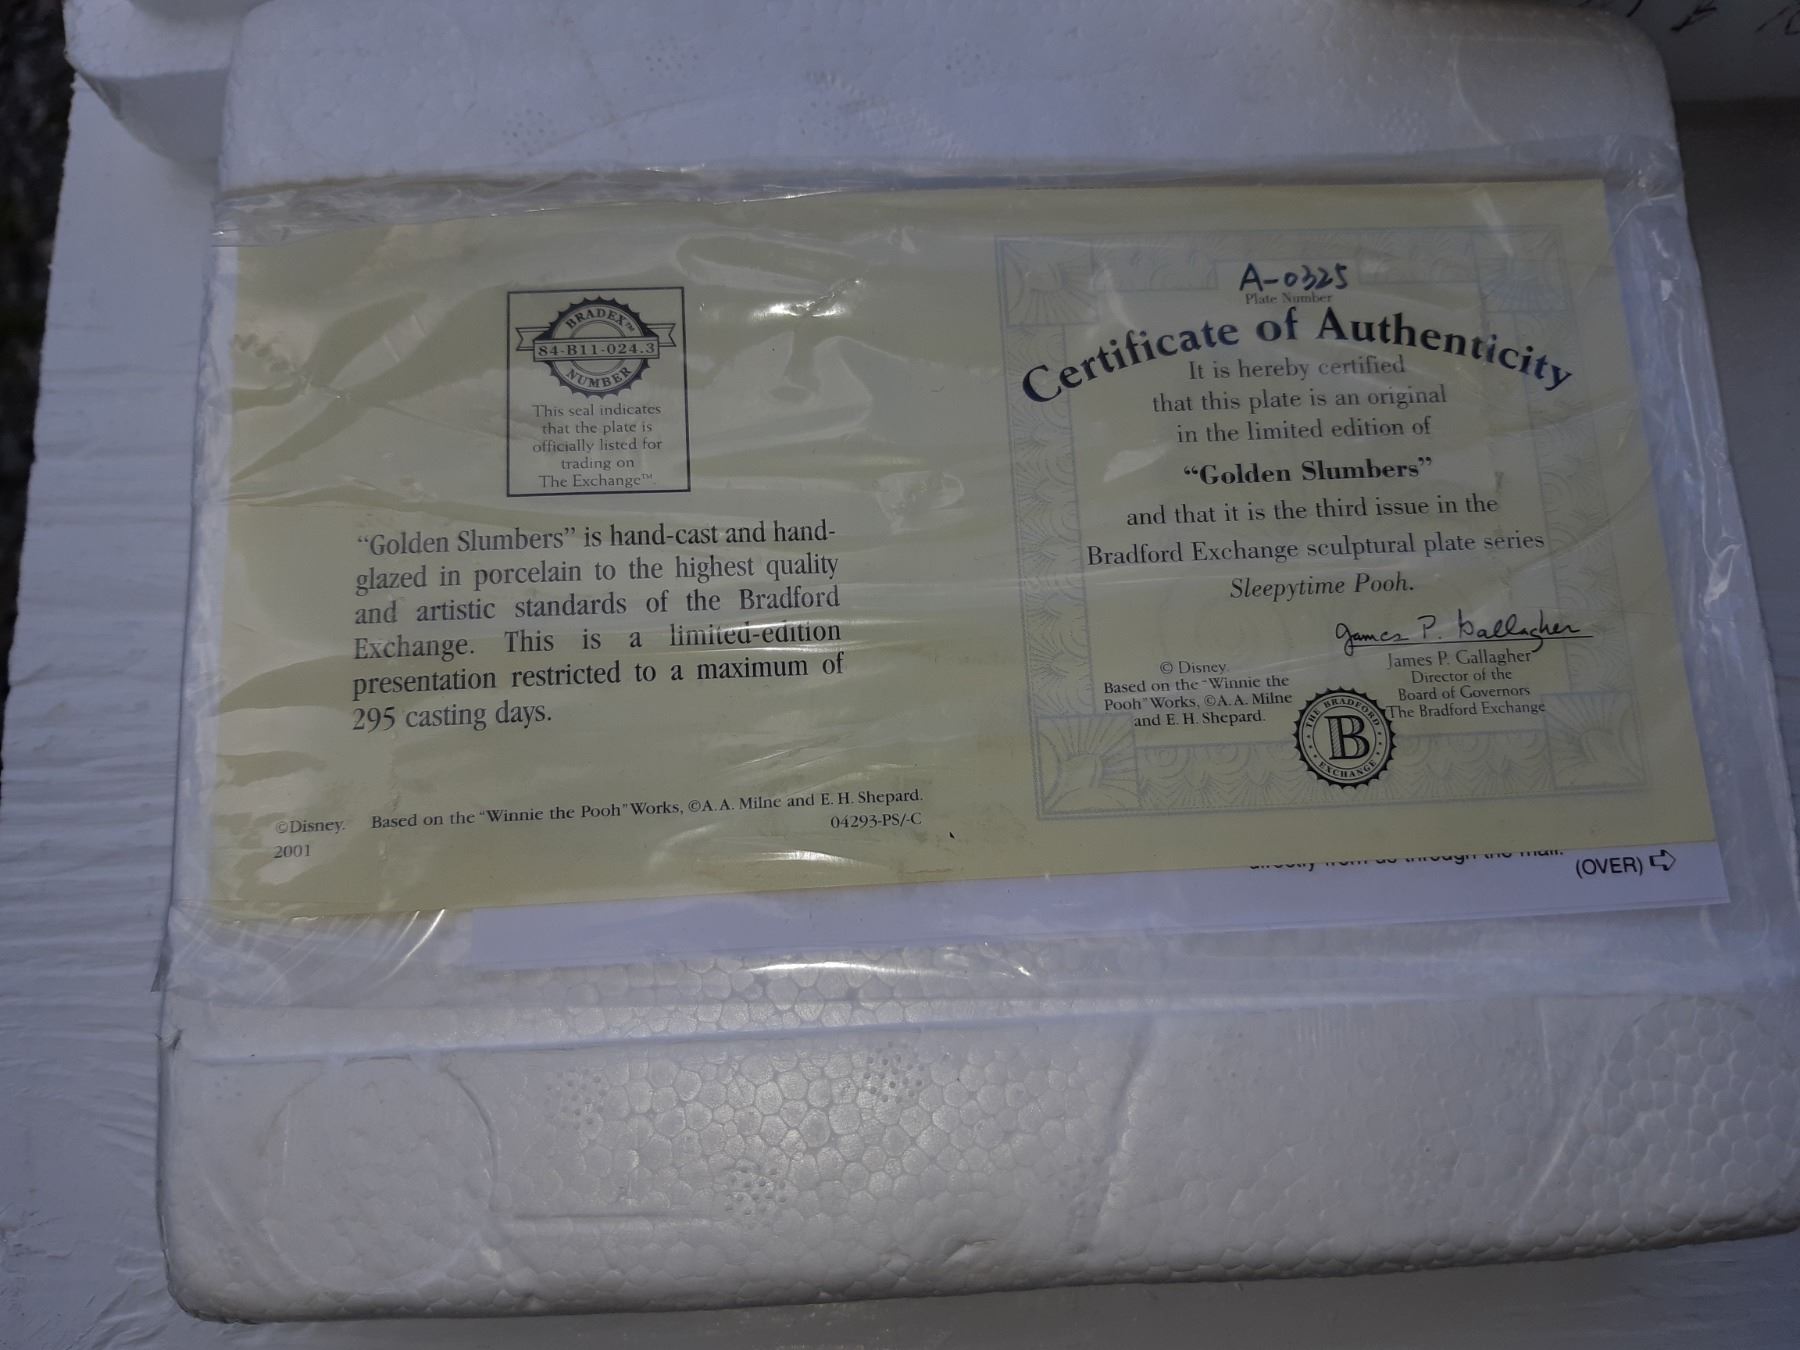 BRADEX™
84-B11-024.3
NUMBER
This seal indicates
that the plate is
officially listed for
trading on
The Exchange™
"Golden Slumbers" is hand-cast and hand-
glazed in porcelain to the highest quality
and artistic standards of the Bradford
Exchange. This is a limited-edition
presentation restricted to a maximum of
295 casting days.
©Disney. Based on the "Winnie the Pooh" Works, ©A. A. Milne and E. H. Shepard.
2001
04293-PS/-C
A-0325
Plate Number
Certificate of Authenticity
It is hereby certified
that this plate is an original
in the limited edition of
"Golden Slumbers"
and that it is the third issue in the
Bradford Exchange sculptural plate series
Sleepytime Pooh.
James P. Gallagher
James P. Gallagher
Director of the
Board of Governors
The Bradford Exchange
© Disney.
Based on the "Winnie the
Pooh" Works, ©A. A. Milne
and E. H. Shepard.
THE BRADFORD
B
EXCHANGE
directly from us through the mail.
(OVER)